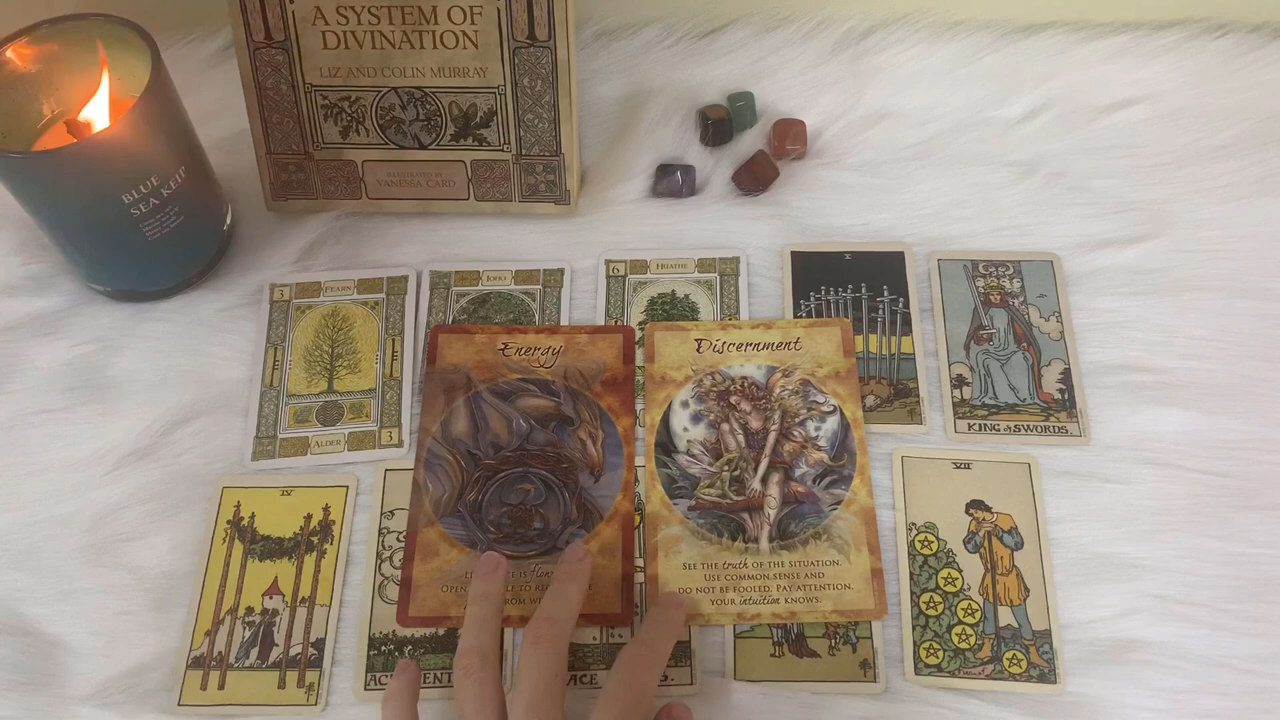 A SYSTEM OF
DIVINATION
LIZ AND COLIN MURRAY
ILLUSTRATED BY
VANESSA CARD
BLUE
SEA KELP
3
FEARN
IOHO
6
HUATHE
X
ALDER
3
KING of SWORDS.
Energy
Discernment
SEE THE truth OF THE SITUATION.
USE COMMON SENSE AND
DO NOT BE FOOLED. PAY ATTENTION.
YOUR intuition KNOWS.
IV
VII